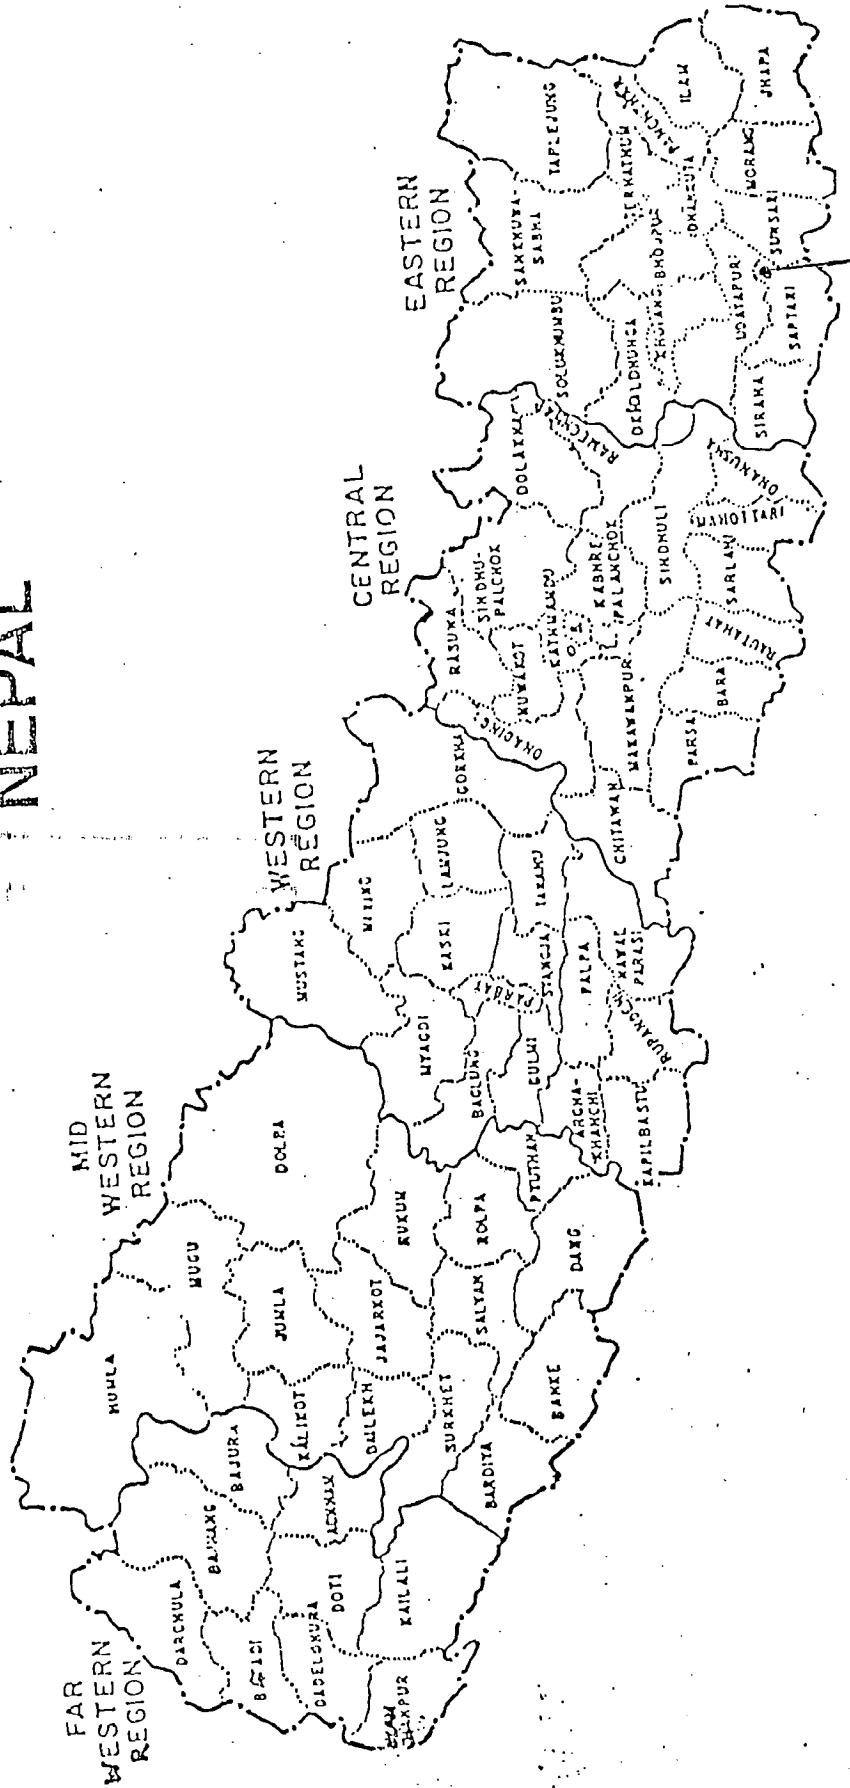 NEPAL
FAR
WESTERN
REGION
MID
WESTERN
REGION
WESTERN
REGION
CENTRAL
REGION
EASTERN
REGION
DARCHULA
BAJHANG
BAJURA
DADELDHURA
DOTI
ACHHAM
KAILALI
HUMLA
MUGU
DOLPA
JUMLA
KALIKOT
DAILEKH
JAJARKOT
RUKUM
SURKHET
SALYAN
ROLPA
PYUTHAN
BARDIYA
BANKE
DANG
MUSTANG
MANANG
MYAGDI
KASKI
LAMJUNG
GORKHA
BAGLUNG
PARBAT
GULMI
SYANGJA
TANAHU
ARGHA-
KHANCHI
PALPA
NAWAL
PARASI
RUPANDEHI
KAPILBASTU
RASUWA
SINDHU-
PALCHOK
DOLAKHA
NUWAKOT
DHADING
KATHMANDU
KABHRE
PALANCHOK
L.
RAMECHHAP
CHITAWAN
MAKAWANPUR
SINDHULI
PARSA
BARA
RAUTAHAT
SARLAHI
MAHOTTARI
DHANUSHA
TAPLEJUNG
SANKHUWA-
SABHA
SOLUKHUMBU
OKHALDHUNGA
KHOTANG
BHOJPUR
TERHATHUM
PANCHTHAR
DHANKUTA
ILAM
JHAPA
MORANG
SUNSARI
UDAYAPUR
SAPTARI
SIRAHA